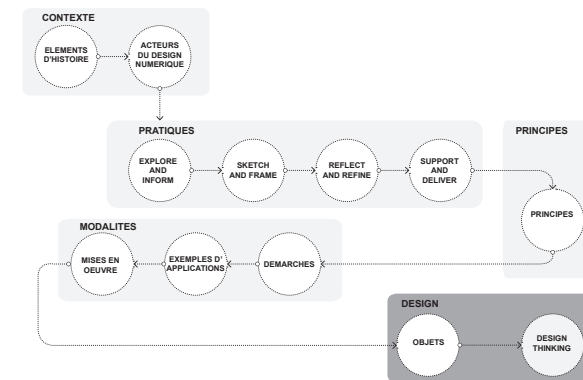 CONTEXTE
ELEMENTS
D'HISTOIRE
ACTEURS
DU DESIGN
NUMERIQUE
PRATIQUES
EXPLORE
AND
INFORM
SKETCH
AND FRAME
REFLECT
AND REFINE
SUPPORT
AND
DELIVER
PRINCIPES
PRINCIPES
MODALITES
MISES EN
OEUVRE
EXEMPLES D'
APPLICATIONS
DEMARCHES
DESIGN
OBJETS
DESIGN
THINKING